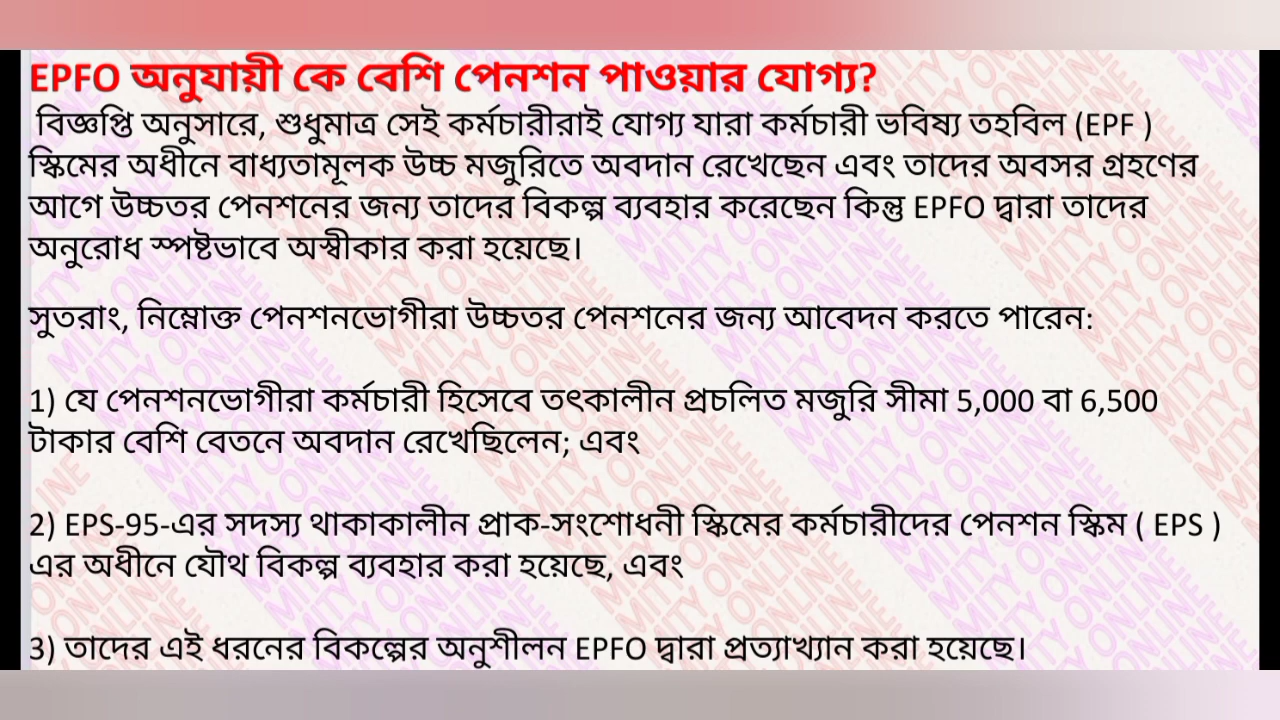 EPFO অনুযায়ী কে বেশি পেনশন পাওয়ার যোগ্য?
বিজ্ঞপ্তি অনুসারে, শুধুমাত্র সেই কর্মচারীরাই যোগ্য যারা কর্মচারী ভবিষ্য তহবিল (EPF )
স্কিমের অধীনে বাধ্যতামূলক উচ্চ মজুরিতে অবদান রেখেছেন এবং তাদের অবসর গ্রহণের
আগে উচ্চতর পেনশনের জন্য তাদের বিকল্প ব্যবহার করেছেন কিন্তু EPFO দ্বারা তাদের
অনুরোধ স্পষ্টভাবে অস্বীকার করা হয়েছে।
সুতরাং, নিম্নোক্ত পেনশনভোগীরা উচ্চতর পেনশনের জন্য আবেদন করতে পারেন:
1) যে পেনশনভোগীরা কর্মচারী হিসেবে তৎকালীন প্রচলিত মজুরি সীমা 5,000 বা 6,500
টাকার বেশি বেতনে অবদান রেখেছিলেন; এবং
2) EPS-95-এর সদস্য থাকাকালীন প্রাক-সংশোধনী স্কিমের কর্মচারীদের পেনশন স্কিম ( EPS )
এর অধীনে যৌথ বিকল্প ব্যবহার করা হয়েছে, এবং
3) তাদের এই ধরনের বিকল্পের অনুশীলন EPFO দ্বারা প্রত্যাখ্যান করা হয়েছে।